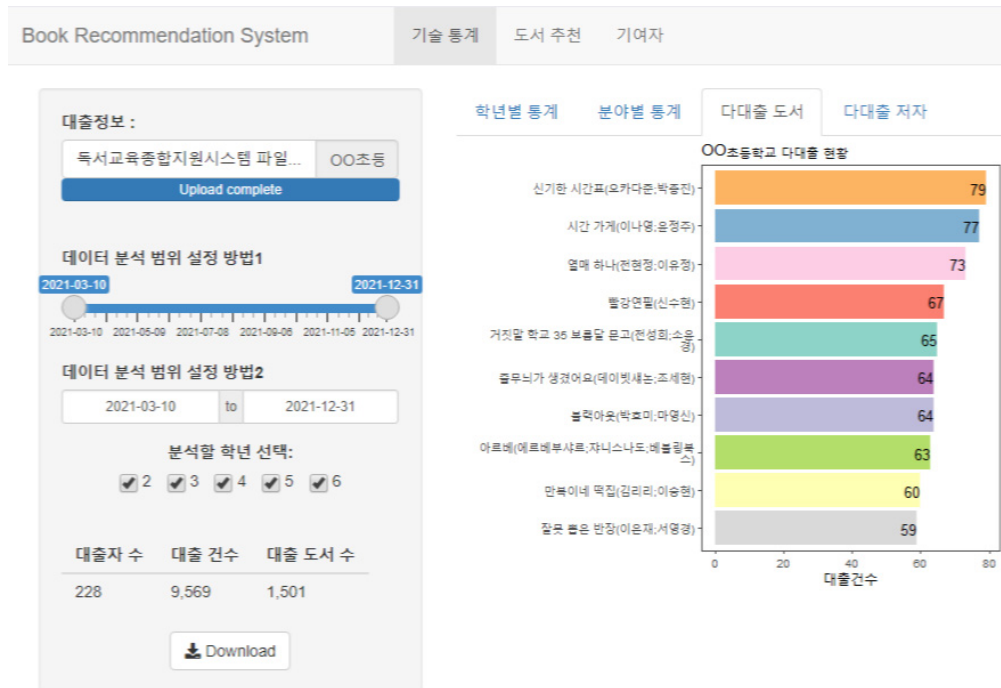 Book Recommendation System
기술 통계
도서 추천
기여자
대출정보 :
독서교육종합지원시스템 파일...
OO초등
Upload complete
데이터 분석 범위 설정 방법1
2021-03-10
2021-12-31
2021-03-10 2021-05-09 2021-07-08 2021-09-06 2021-11-05 2021-12-31
데이터 분석 범위 설정 방법2
2021-03-10 to 2021-12-31
분석할 학년 선택:
2 3 4 5 6
대출자 수 대출 건수 대출 도서 수
228 9,569 1,501
Download
학년별 통계
분야별 통계
다대출 도서
다대출 저자
OO초등학교 다대출 현황
신기한 시간표(오카다준;박종진) 79
시간 가게(이나영;윤정주) 77
열매 하나(전현정;이유정) 73
빨강연필(신수현) 67
거짓말 학교 35 보름달 문고(전성희;소윤
경) 65
줄무늬가 생겼어요(데이빗섀논;조세현) 64
블랙아웃(박효미;마영신) 64
아르베(에르베부샤르;쟈니스나도;베블링북
스) 63
만복이네 떡집(김리리;이승현) 60
잘못 뽑은 반장(이은재;서영경) 59
0 20 40 60 80
대출건수